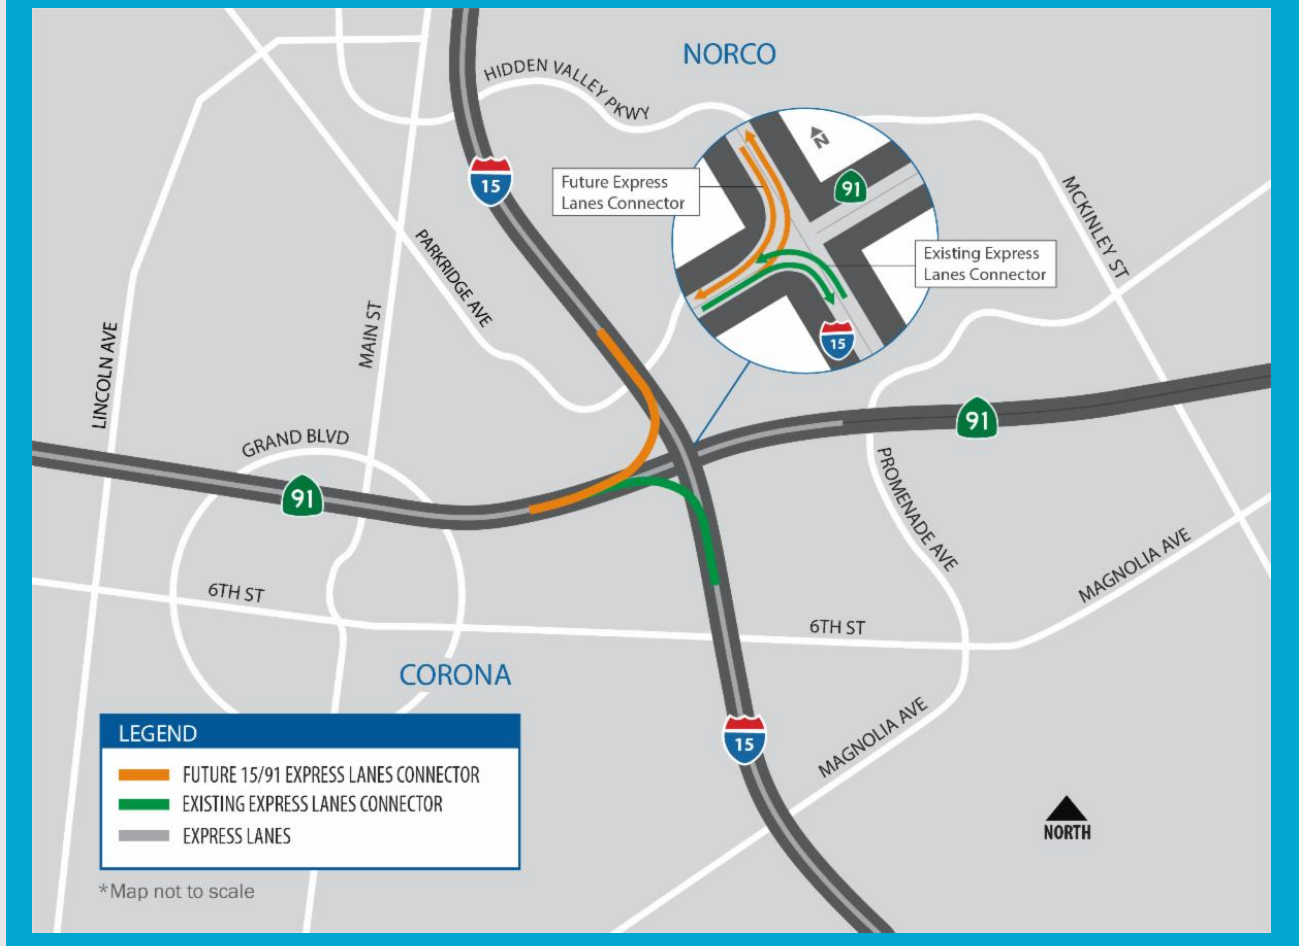 NORCO
HIDDEN VALLEY PKWY
15
N
91
Future Express
Lanes Connector
MCKINLEY ST
Existing Express
Lanes Connector
15
PARKRIDGE AVE
MAIN ST
LINCOLN AVE
GRAND BLVD
91
91
PROMENADE AVE
MAGNOLIA AVE
6TH ST
6TH ST
CORONA
MAGNOLIA AVE
15
LEGEND
FUTURE 15/91 EXPRESS LANES CONNECTOR
EXISTING EXPRESS LANES CONNECTOR
EXPRESS LANES
NORTH
*Map not to scale